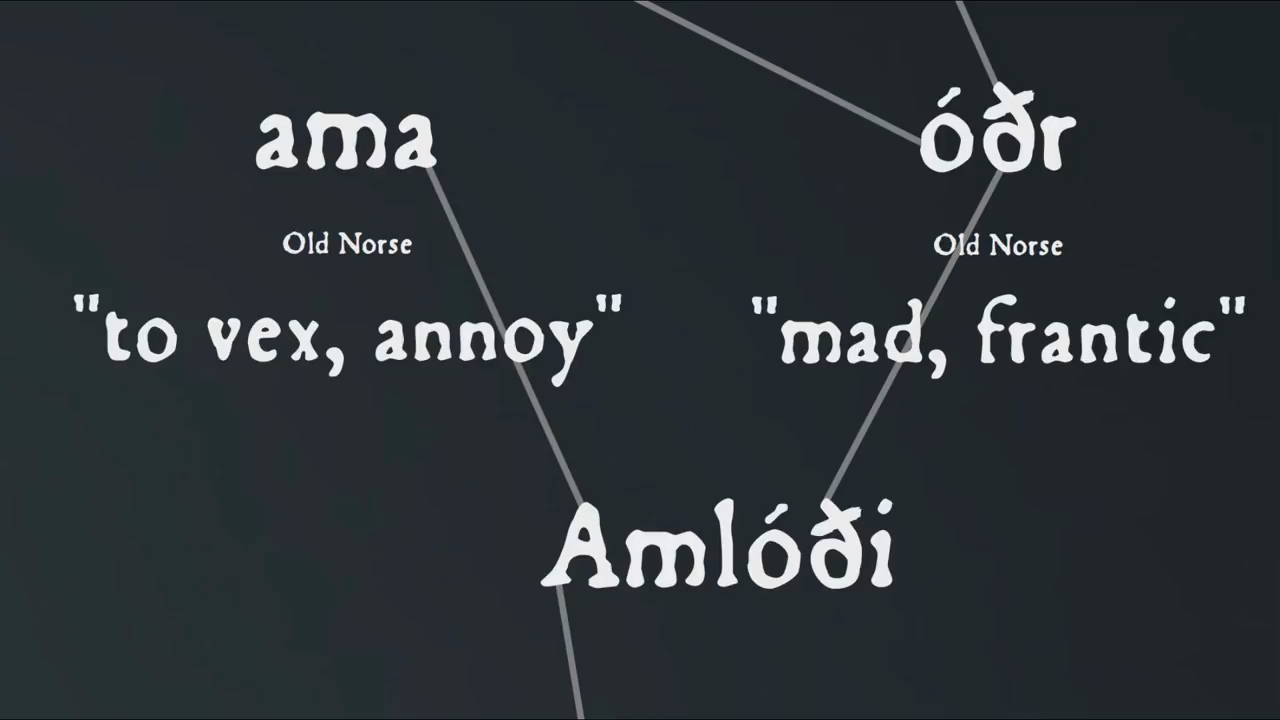 ama
óðr
Old Norse
Old Norse
"to vex, annoy"
"mad, frantic"
Amlóði